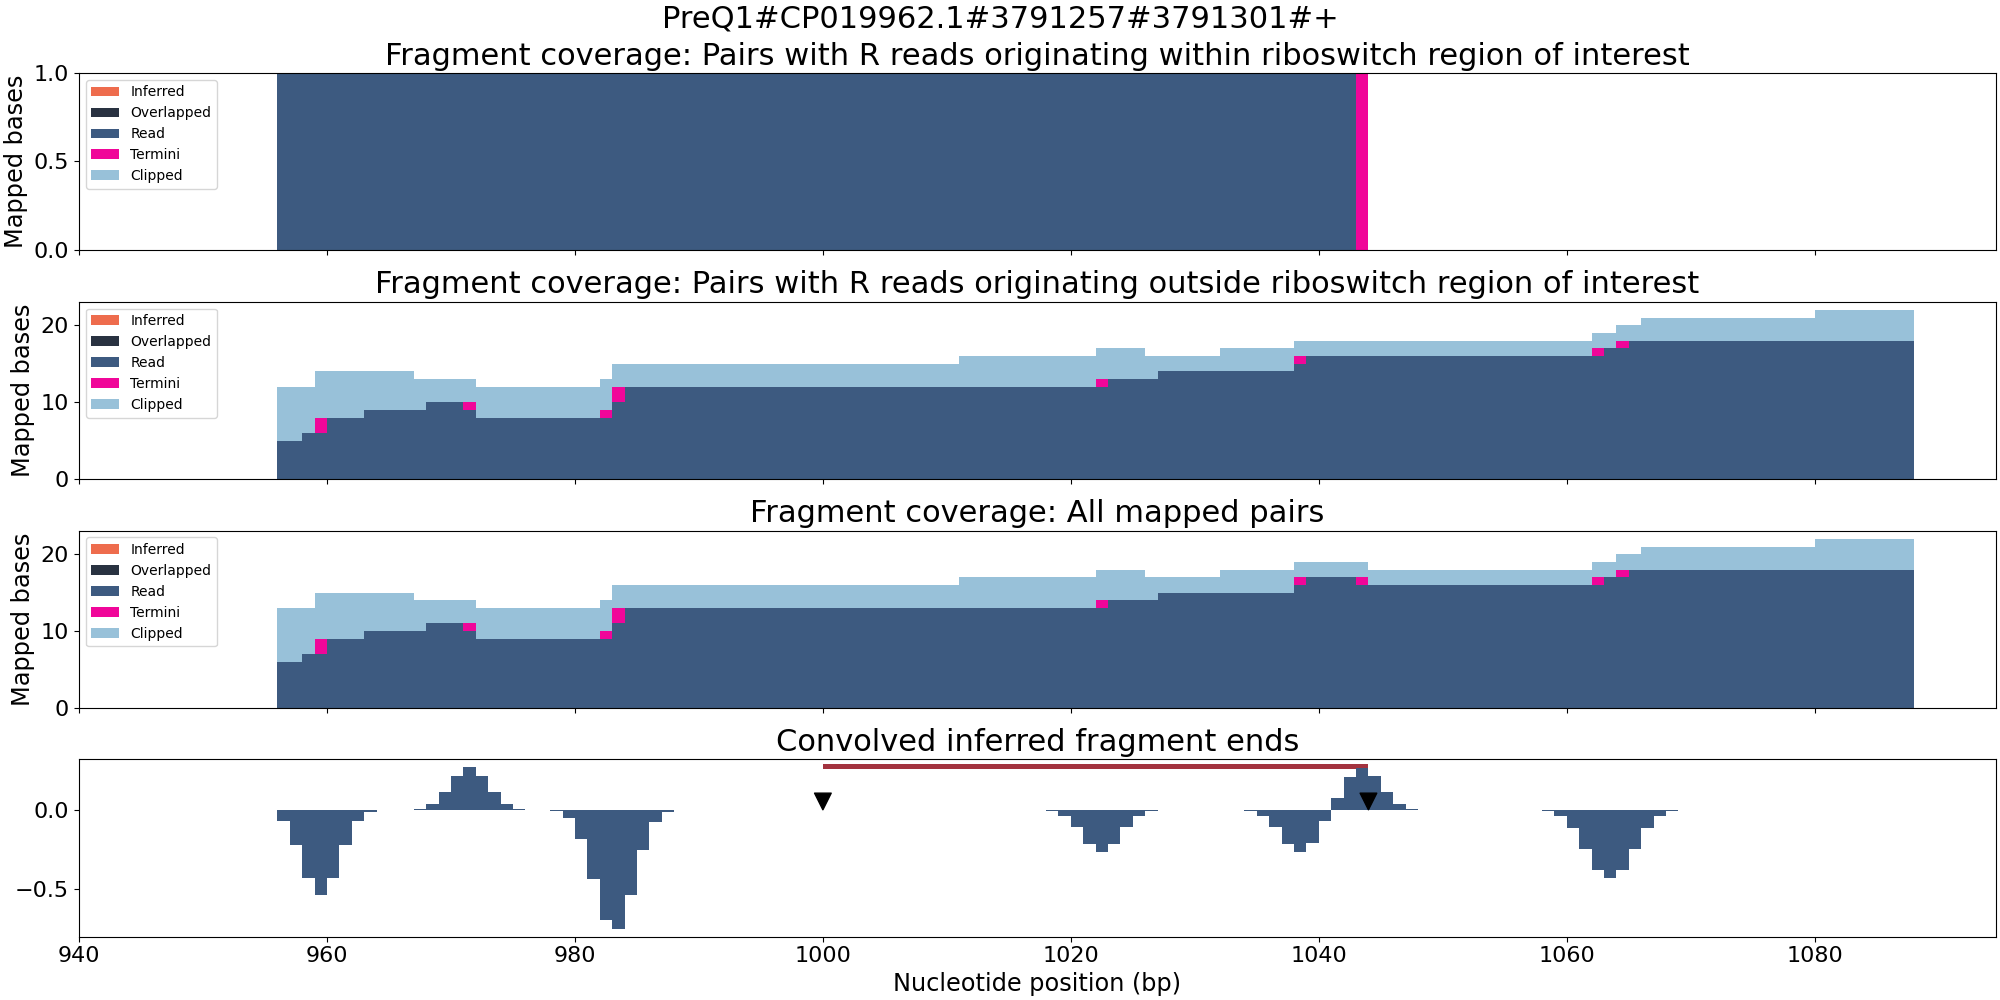 PreQ1#CP019962.1#3791257#3791301#+
Fragment coverage: Pairs with R reads originating within riboswitch region of interest
Mapped bases
1.0
0.5
0.0
Inferred
Overlapped
Read
Termini
Clipped
Fragment coverage: Pairs with R reads originating outside riboswitch region of interest
Mapped bases
20
10
0
Inferred
Overlapped
Read
Termini
Clipped
Fragment coverage: All mapped pairs
Mapped bases
20
10
0
Inferred
Overlapped
Read
Termini
Clipped
Convolved inferred fragment ends
0.0
−0.5
940 960 980 1000 1020 1040 1060 1080
Nucleotide position (bp)